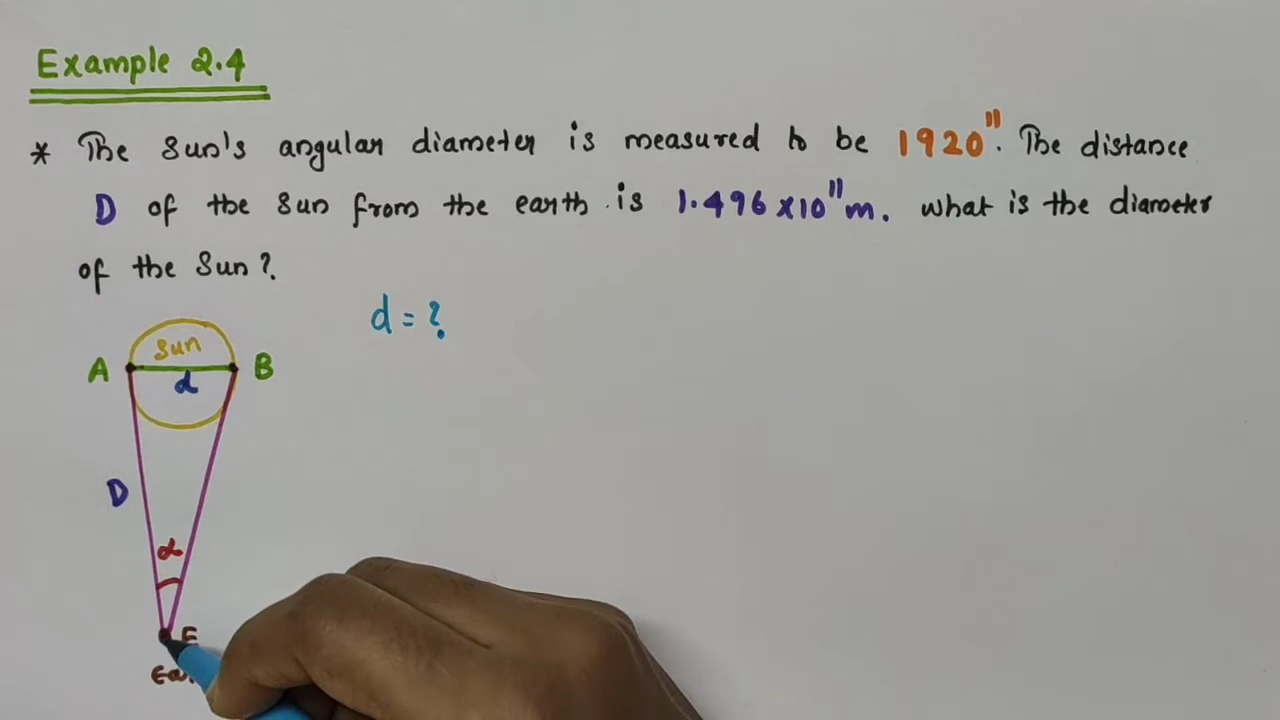 Example 2.4
* The Sun's angular diameter is measured to be 1920". The distance
D of the sun from the earth is 1.496×10¹¹m. what is the diameter
of the Sun?
d = ?
Sun
A B
d
D
α
E